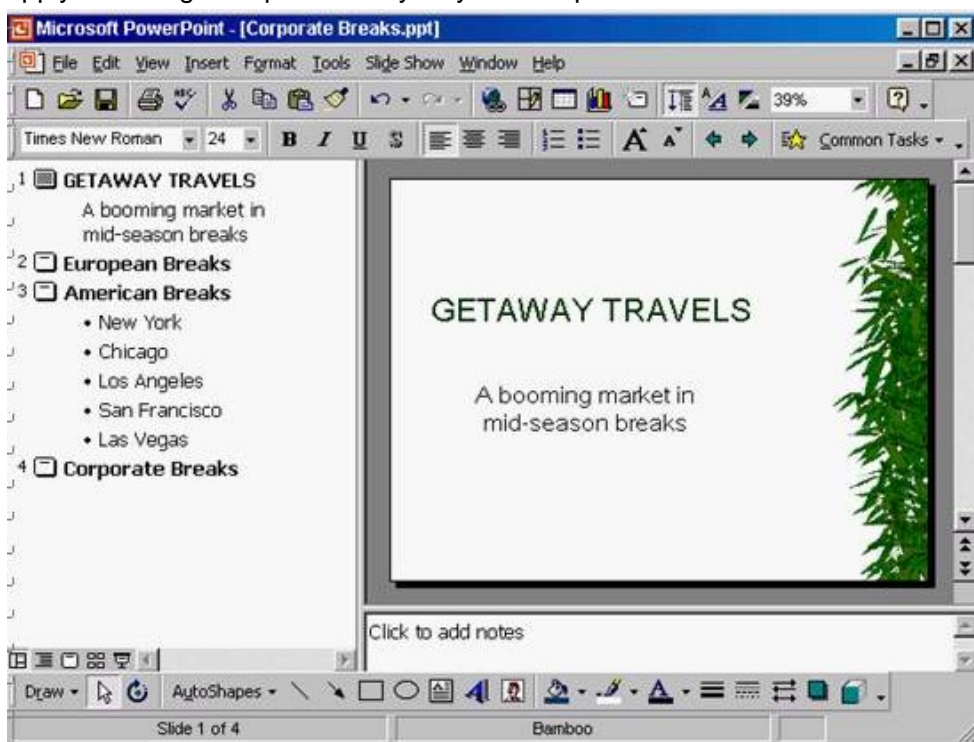 Microsoft PowerPoint - [Corporate Breaks.ppt]
File Edit View Insert Format Tools Slide Show Window Help
39%
Times New Roman 24 B I U S A A Common Tasks
1 GETAWAY TRAVELS
A booming market in
mid-season breaks
2 European Breaks
3 American Breaks
• New York
• Chicago
• Los Angeles
• San Francisco
• Las Vegas
4 Corporate Breaks
GETAWAY TRAVELS
A booming market in
mid-season breaks
Click to add notes
Draw AutoShapes
Slide 1 of 4 Bamboo